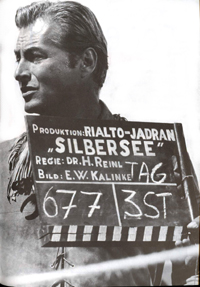 PRODUKTION: RIALTO-JADRAN
„SILBERSEE"
REGIE: DR. H. REINL
BILD: E.W. KALINKE TAG
677 3ST